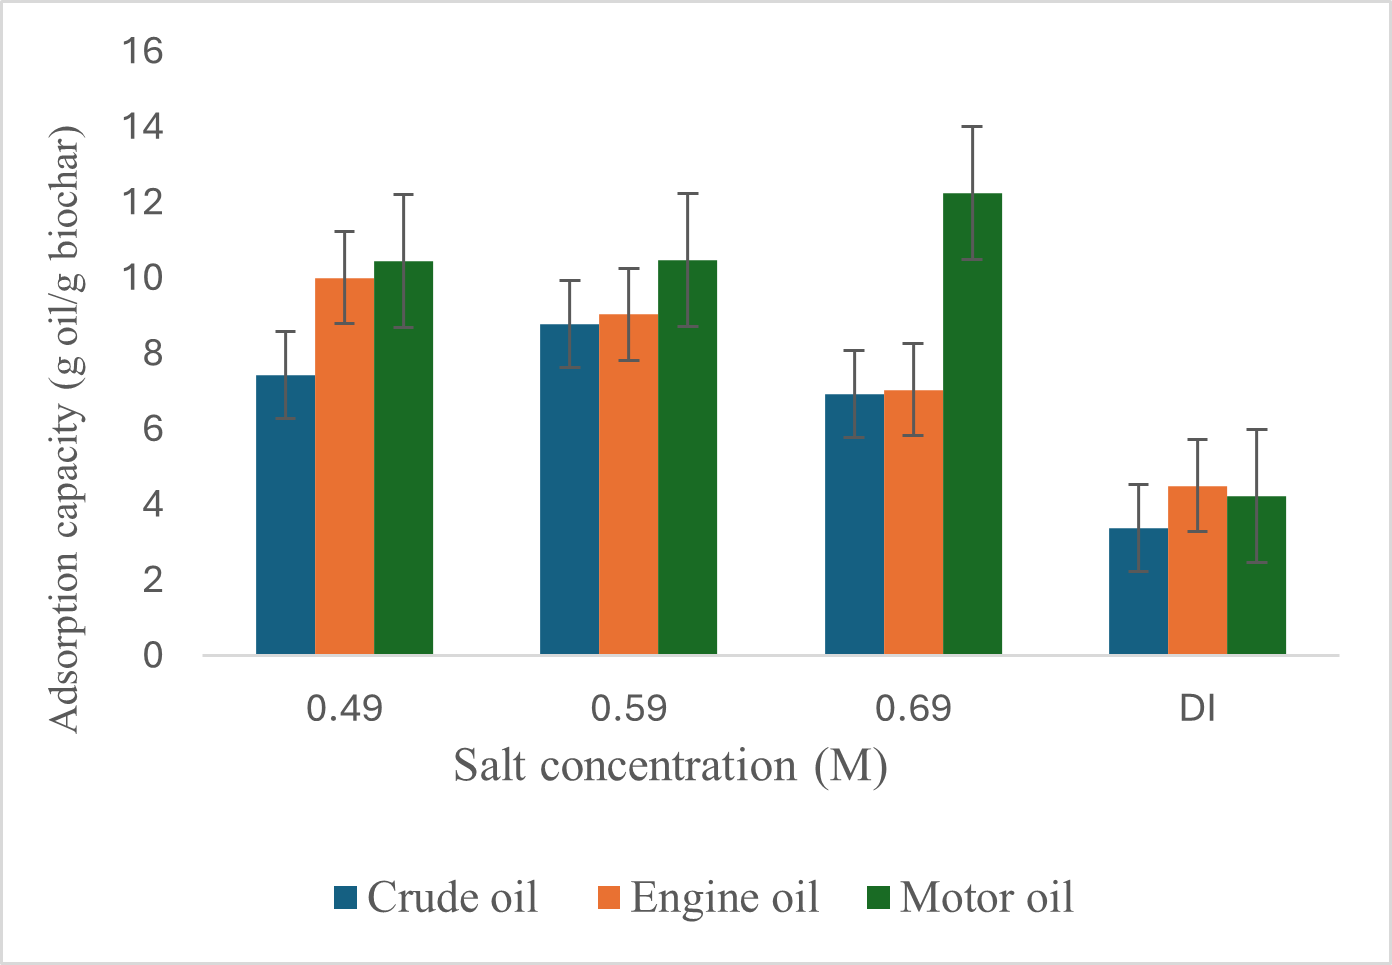 Adsorption capacity (g oil/g biochar)
16
14
12
10
8
6
4
2
0
0.49 0.59 0.69 DI
Salt concentration (M)
Crude oil Engine oil Motor oil